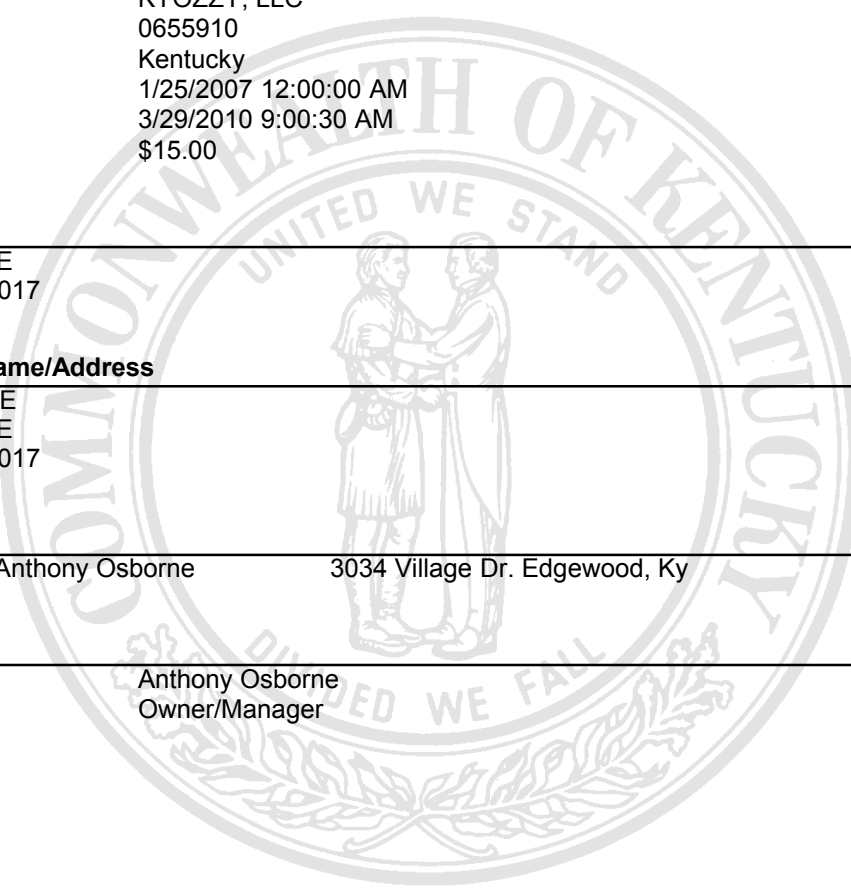 0655910
Kentucky
1/25/2007 12:00:00 AM
3/29/2010 9:00:30 AM
$15.00
COMMONWEALTH OF KENTUCKY
UNITED WE STAND
E
017
ame/Address
E
E
017
Anthony Osborne 3034 Village Dr. Edgewood, Ky
Anthony Osborne
Owner/Manager
DIVIDED WE FALL